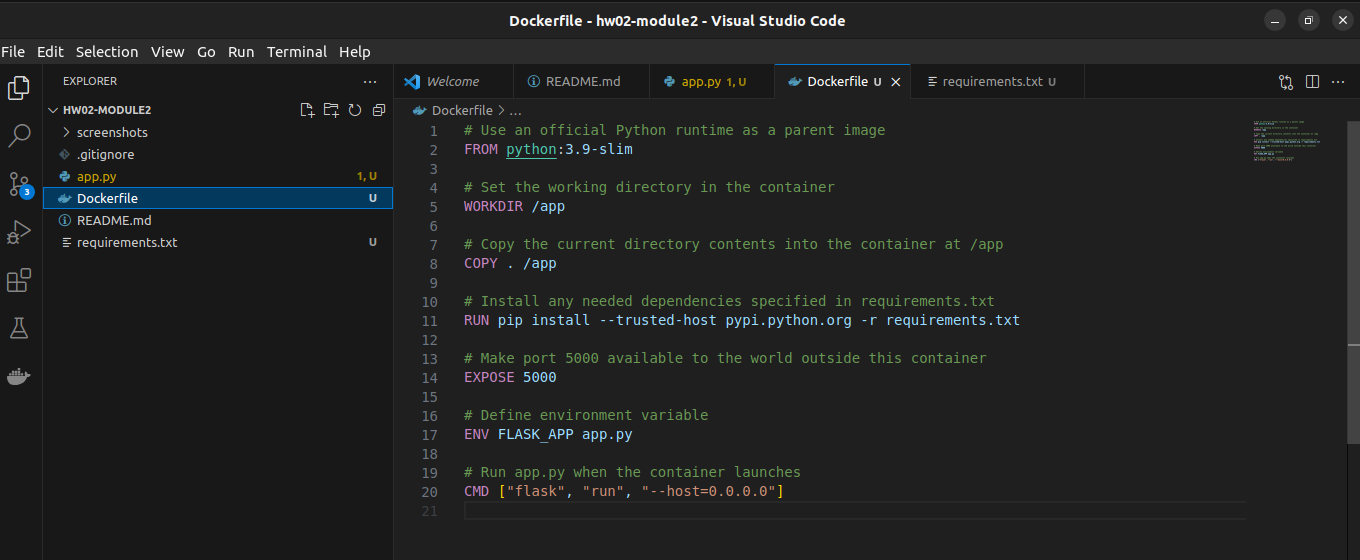 Dockerfile - hw02-module2 - Visual Studio Code
File Edit Selection View Go Run Terminal Help
EXPLORER
HW02-MODULE2
screenshots
.gitignore
app.py 1, U
Dockerfile U
README.md
requirements.txt U
3
Welcome README.md app.py 1, U Dockerfile U requirements.txt U
Dockerfile > ...
1 # Use an official Python runtime as a parent image
2 FROM python:3.9-slim
3
4 # Set the working directory in the container
5 WORKDIR /app
6
7 # Copy the current directory contents into the container at /app
8 COPY . /app
9
10 # Install any needed dependencies specified in requirements.txt
11 RUN pip install --trusted-host pypi.python.org -r requirements.txt
12
13 # Make port 5000 available to the world outside this container
14 EXPOSE 5000
15
16 # Define environment variable
17 ENV FLASK_APP app.py
18
19 # Run app.py when the container launches
20 CMD ["flask", "run", "--host=0.0.0.0"]
21